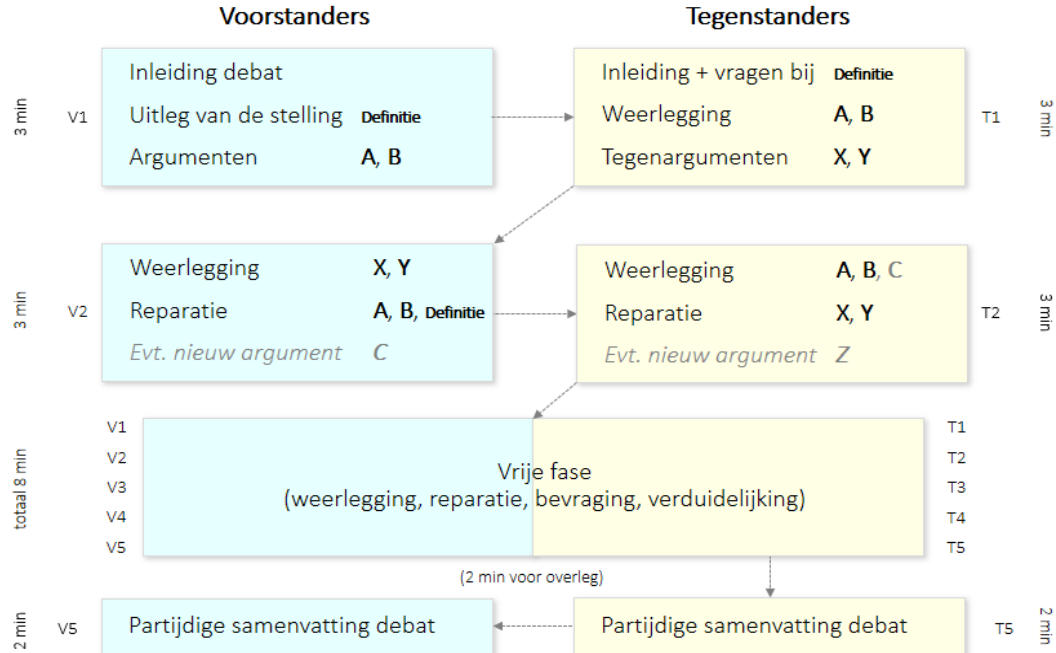 Voorstanders Tegenstanders
3 min V1
Inleiding debat
Uitleg van de stelling Definitie
Argumenten A, B
Inleiding + vragen bij Definitie
Weerlegging A, B
Tegenargumenten X, Y
T1 3 min
3 min V2
Weerlegging X, Y
Reparatie A, B, Definitie
Evt. nieuw argument C
Weerlegging A, B, C
Reparatie X, Y
Evt. nieuw argument Z
T2 3 min
totaal 8 min
V1
V2
V3
V4
V5
Vrije fase
(weerlegging, reparatie, bevraging, verduidelijking)
T1
T2
T3
T4
T5
(2 min voor overleg)
2 min V5
Partijdige samenvatting debat
Partijdige samenvatting debat
T5 2 min